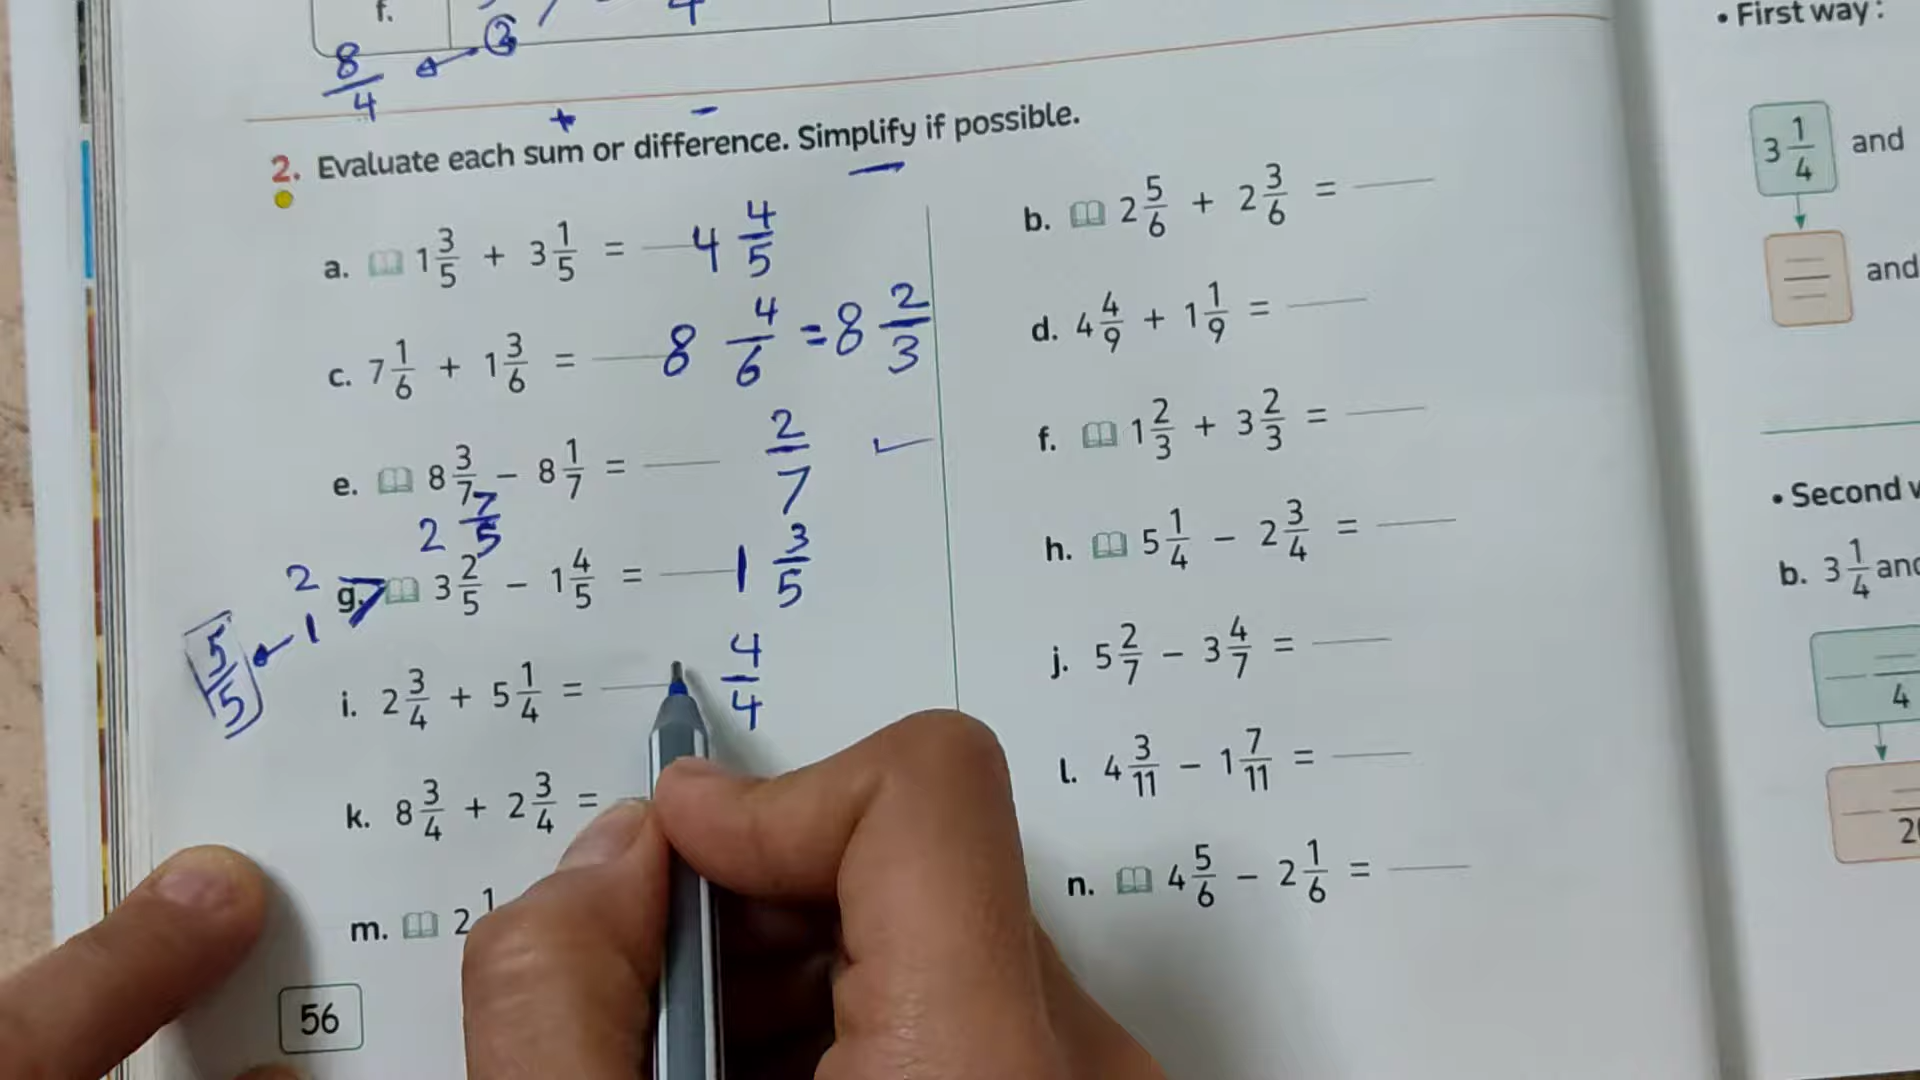 f.
8/4 ② 4
+ −
2. Evaluate each sum or difference. Simplify if possible.
a. 1 3/5 + 3 1/5 = 4 4/5
b. 2 5/6 + 2 3/6 =
c. 7 1/6 + 1 3/6 = 8 4/6 = 8 2/3
d. 4 4/9 + 1 1/9 =
e. 8 3/7 − 8 1/7 = 2/7 ✓
f. 1 2/3 + 3 2/3 =
2 7/5
g. 3 2/5 − 1 4/5 = 1 3/5
2
5/5 1
h. 5 1/4 − 2 3/4 =
i. 2 3/4 + 5 1/4 = 4/4
j. 5 2/7 − 3 4/7 =
k. 8 3/4 + 2 3/4 =
l. 4 3/11 − 1 7/11 =
m. 2
n. 4 5/6 − 2 1/6 =
56
• First way :
3 1/4 and
and
• Second
b. 3 1/4 and
4